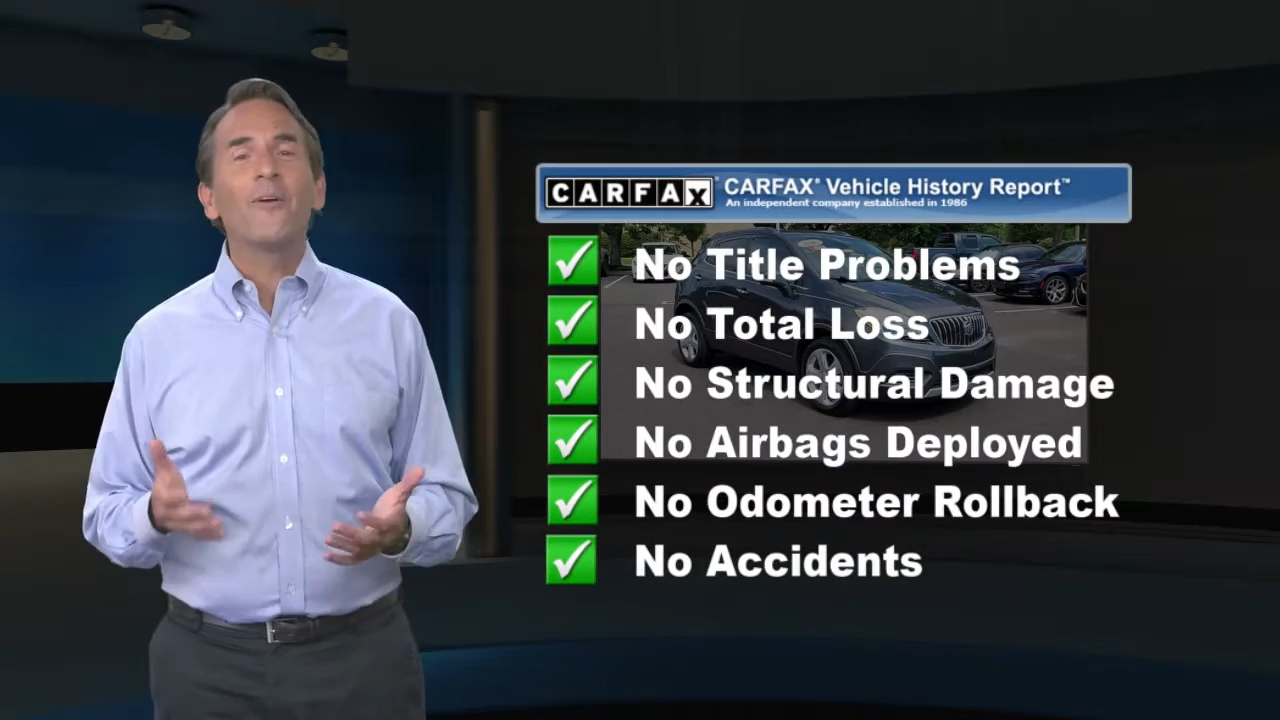 CARFAX
CARFAX® Vehicle History Report™
An independent company established in 1986
No Title Problems
No Total Loss
No Structural Damage
No Airbags Deployed
No Odometer Rollback
No Accidents